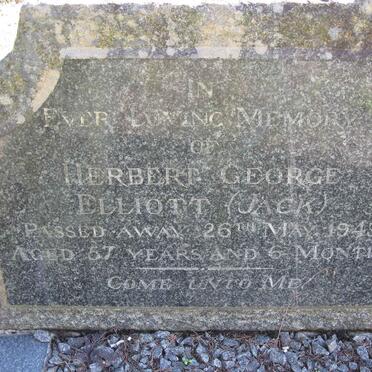 IN
EVER LOVING MEMORY
OF
HERBERT GEORGE
ELLIOTT (JACK)
PASSED AWAY 26TH MAY
AGED 57 YEARS AND 6
COME UNTO ME